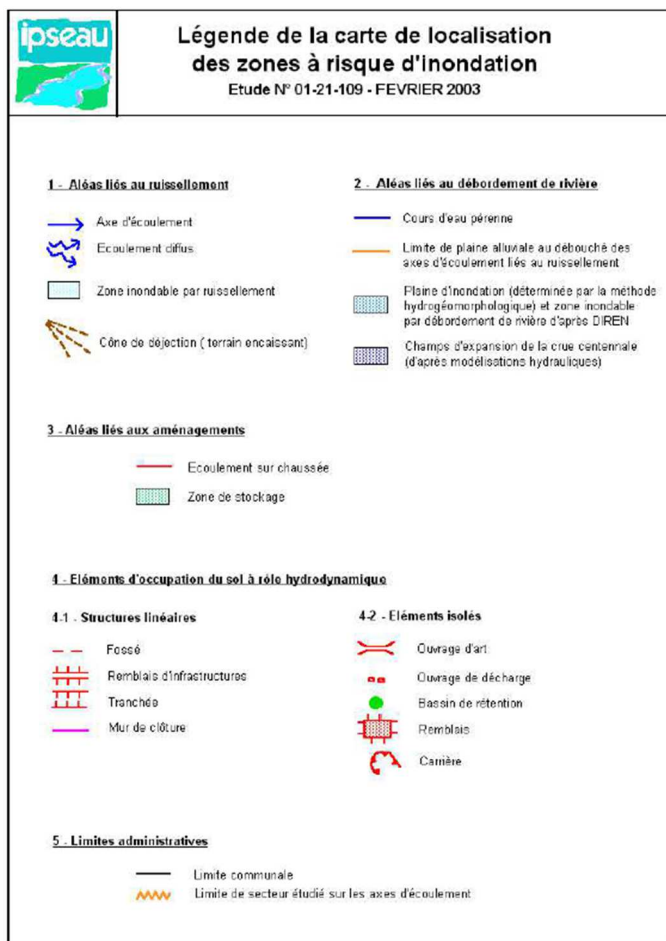 ipseau
Légende de la carte de localisation
des zones à risque d'inondation
Etude N° 01-21-109 - FEVRIER 2003
1 - Aléas liés au ruissellement
Axe d'écoulement
Ecoulement diffus
Zone inondable par ruissellement
Cône de déjection ( terrain encaissant)
2 - Aléas liés au débordement de rivière
Cours d'eau pérenne
Limite de plaine alluviale au débouché des
axes d'écoulement liés au ruissellement
Plaine d'inondation (déterminée par la méthode
hydrogéomorphologique) et zone inondable
par débordement de rivière d'après DIREN
Champs d'expansion de la crue centennale
(d'après modélisations hydrauliques)
3 - Aléas liés aux aménagements
Ecoulement sur chaussée
Zone de stockage
4 - Eléments d'occupation du sol à rôle hydrodynamique
4-1 - Structures linéaires
Fossé
Remblais d'infrastructures
Tranchée
Mur de clôture
4-2 - Eléments isolés
Ouvrage d'art
Ouvrage de décharge
Bassin de rétention
Remblais
Carrière
5 - Limites administratives
Limite communale
Limite de secteur étudié sur les axes d'écoulement